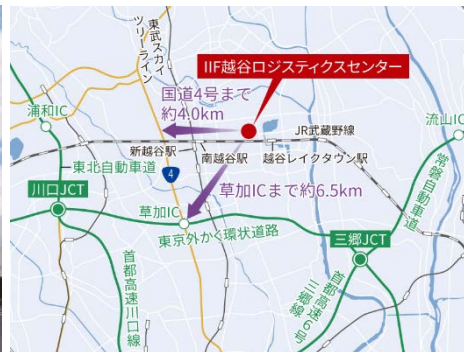 東武スカイ
ツリーライン
IIF越谷ロジスティクスセンター
国道4号まで
約4.0km
浦和IC
JR武蔵野線
流山IC
新越谷駅
南越谷駅
越谷レイクタウン駅
東北自動車道
4
常磐自動車道
川口JCT
草加ICまで約6.5km
草加IC
東京外かく環状道路
三郷JCT
首都高速川口線
首都高速6号
三郷線